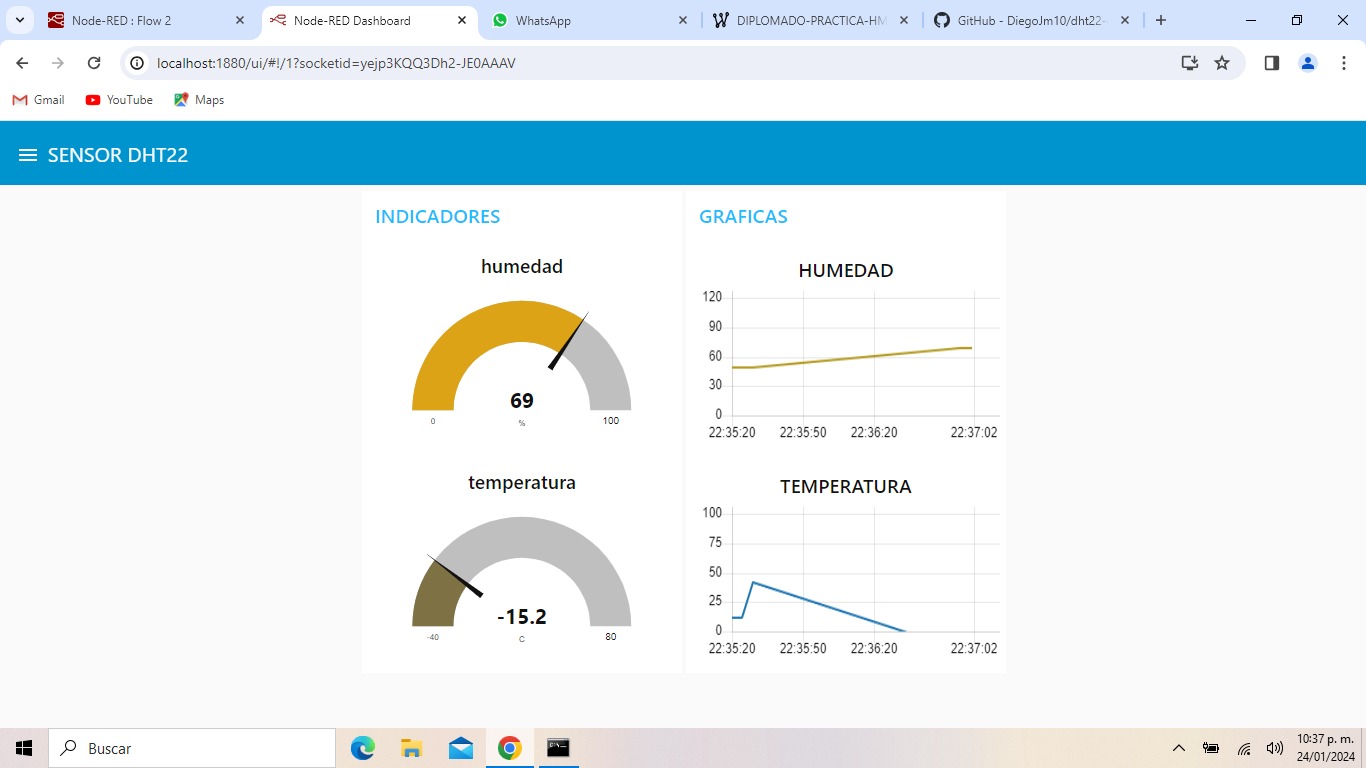 Node-RED : Flow 2
Node-RED Dashboard
WhatsApp
DIPLOMADO-PRACTICA-HM
GitHub - DiegoJm10/dht22-
localhost:1880/ui/#!/1?socketid=yejp3KQQ3Dh2-JE0AAAV
Gmail
YouTube
Maps
SENSOR DHT22
INDICADORES
humedad
69
%
0
100
temperatura
-15.2
C
-40
80
GRAFICAS
HUMEDAD
120
90
60
30
0
22:35:20 22:35:50 22:36:20 22:37:02
TEMPERATURA
100
75
50
25
0
22:35:20 22:35:50 22:36:20 22:37:02
Buscar
10:37 p. m.
24/01/2024